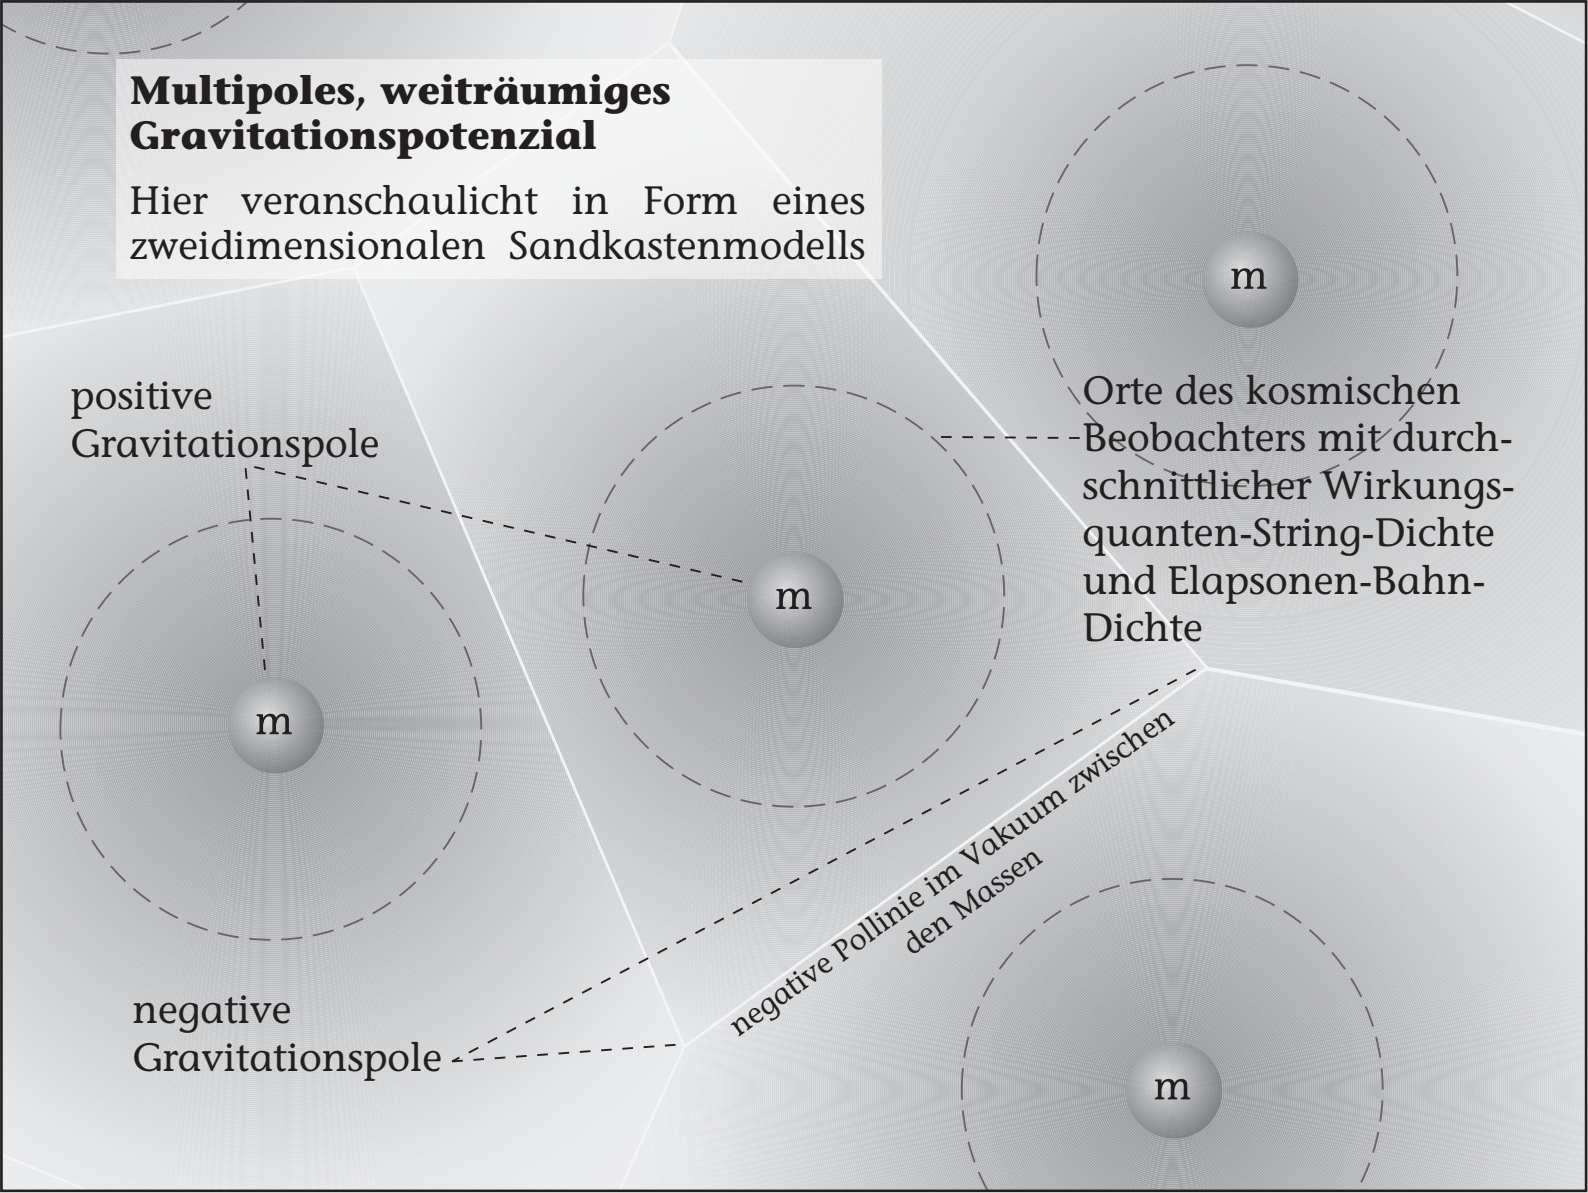 Multipoles, weiträumiges
Gravitationspotenzial
Hier veranschaulicht in Form eines
zweidimensionalen Sandkastenmodells
m
positive
Gravitationspole
Orte des kosmischen
Beobachters mit durch-
schnittlicher Wirkungs-
quanten-String-Dichte
und Elapsonen-Bahn-
Dichte
m
m
negative Pollinie im Vakuum zwischen
den Massen
negative
Gravitationspole
m